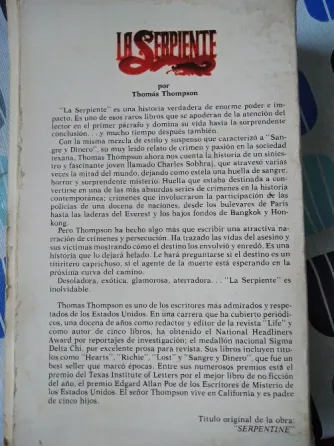 LA SERPIENTE
por
Thomas Thompson
"La Serpiente" es una historia verdadera de enorme poder e im-
pacto. Es uno de esos raros libros que se apoderan de la atención del
lector en el primer párrafo y domina su vida hasta la sorprendente
conclusión. . . y mucho tiempo después también.
Con la misma mezcla de estilo y suspenso que caracterizó a "San-
gre y Dinero", su muy leído relato de crimen y pasión en la sociedad
texana, Thomas Thompson ahora nos cuenta la historia de un sinies-
tro y fascinante joven llamado Charles Sobhraj, que atravesó varias
veces la mitad del mundo, dejando como estela una huella de sangre,
horror y sorprendente misterio. Huella que estaba destinada a con-
vertirse en una de las más absurdas series de crímenes en la historia
contemporánea; crímenes que involucraron la participación de las
policías de una docena de naciones, desde los bulevares de París
hasta las laderas del Everest y los bajos fondos de Bangkok y Hon-
kong.
Pero Thompson ha hecho algo más que escribir una atractiva na-
rración de crímenes y persecución. Ha trazado las vidas del asesino y
sus víctimas mostrando cómo el destino los envolvió y enredó. Es una
historia que lo dejará helado. Le hará preguntarse si el destino es un
titiritero caprichoso, si el agente de la muerte está esperando en la
próxima curva del camino.
Desoladora, exótica, glamorosa, aterradora. . . "La Serpiente" es
inolvidable.
Thomas Thompson es uno de los escritores más admirados y respe-
tados de los Estados Unidos. En una carrera que ha cubierto periódi-
cos, una docena de años como redactor y editor de la revista "Life" y
como autor de cinco libros, ha obtenido el National Headliners
Award por reportajes de investigación; el medallón nacional Sigma
Delta Chi, por excelente prosa para revista. Sus libros incluyen títu-
los como "Hearts", "Richie", "Lost" y "Sangre y Dinero", que fue un
best seller que marcó épocas. Entre sus numerosos premios está el
premio del Texas Institute of Letters por el mejor libro de no ficción
del año, el premio Edgard Allan Poe de los Escritores de Misterio de
los Estados Unidos. El señor Thompson vive en California y es padre
de cinco hijos.
Título original de la obra:
"SERPENTINE"